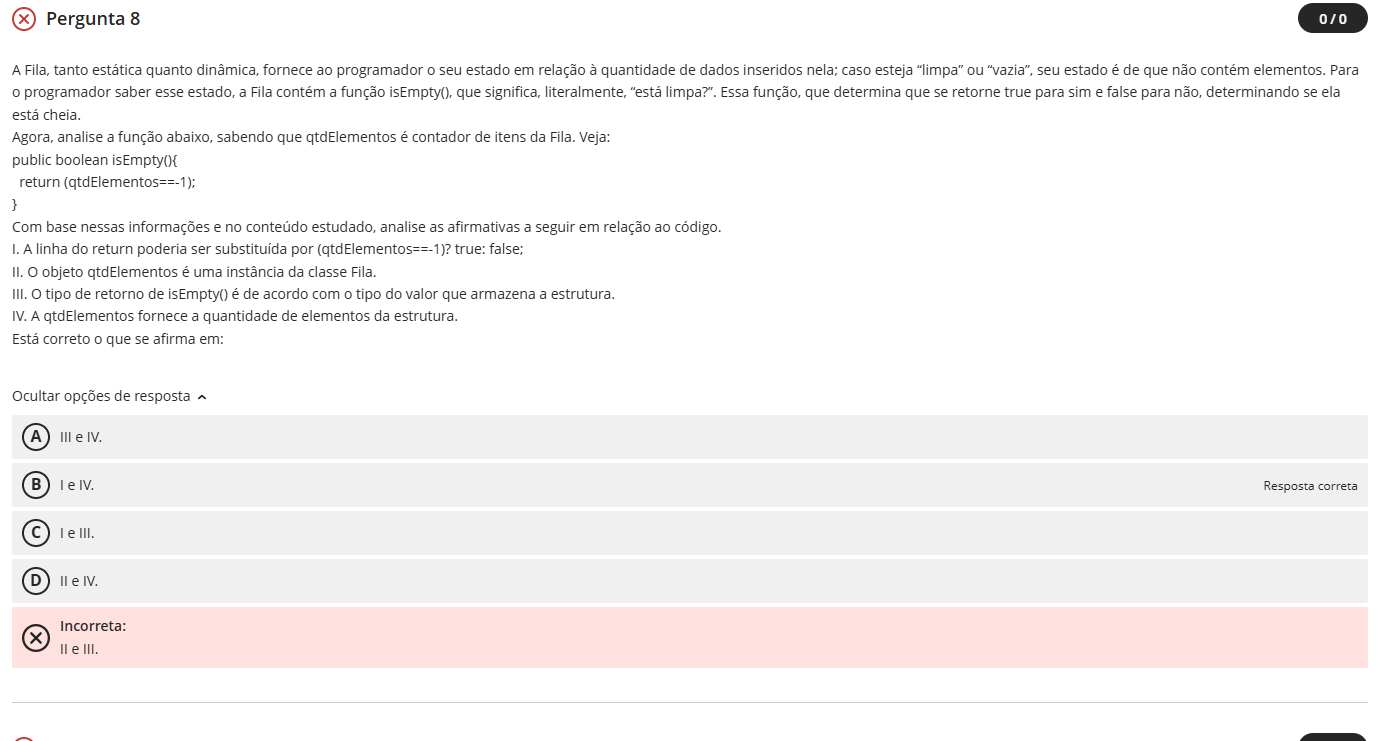 Pergunta 8
0 / 0
A Fila, tanto estática quanto dinâmica, fornece ao programador o seu estado em relação à quantidade de dados inseridos nela; caso esteja “limpa” ou “vazia”, seu estado é de que não contém elementos. Para
o programador saber esse estado, a Fila contém a função isEmpty(), que significa, literalmente, “está limpa?”. Essa função, que determina que se retorne true para sim e false para não, determinando se ela
está cheia.
Agora, analise a função abaixo, sabendo que qtdElementos é contador de itens da Fila. Veja:
public boolean isEmpty(){
return (qtdElementos==-1);
}
Com base nessas informações e no conteúdo estudado, analise as afirmativas a seguir em relação ao código.
I. A linha do return poderia ser substituída por (qtdElementos==-1)? true: false;
II. O objeto qtdElementos é uma instância da classe Fila.
III. O tipo de retorno de isEmpty() é de acordo com o tipo do valor que armazena a estrutura.
IV. A qtdElementos fornece a quantidade de elementos da estrutura.
Está correto o que se afirma em:
Ocultar opções de resposta
A III e IV.
B I e IV.
Resposta correta
C I e III.
D II e IV.
Incorreta:
II e III.